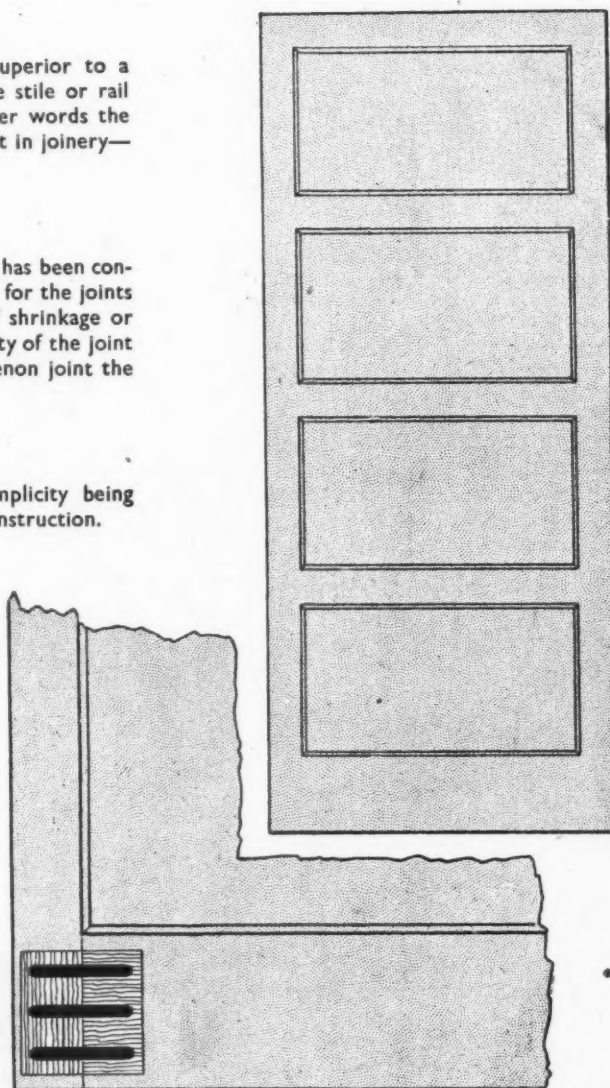 uperior to a
e stile or rail
er words the
t in joinery—
has been con-
for the joints
shrinkage or
ty of the joint
enon joint the
mplicity being
nstruction.